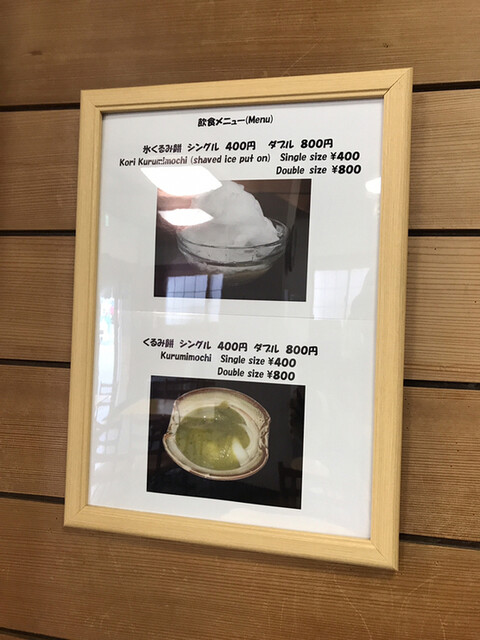 飲食メニュー(Menu)
氷くるみ餅 シングル 400円 ダブル 800円
Kori Kurumimochi (shaved ice put on) Single size ¥400
Double size ¥800
くるみ餅 シングル 400円 ダブル 800円
Kurumimochi Single size ¥400
Double size ¥800